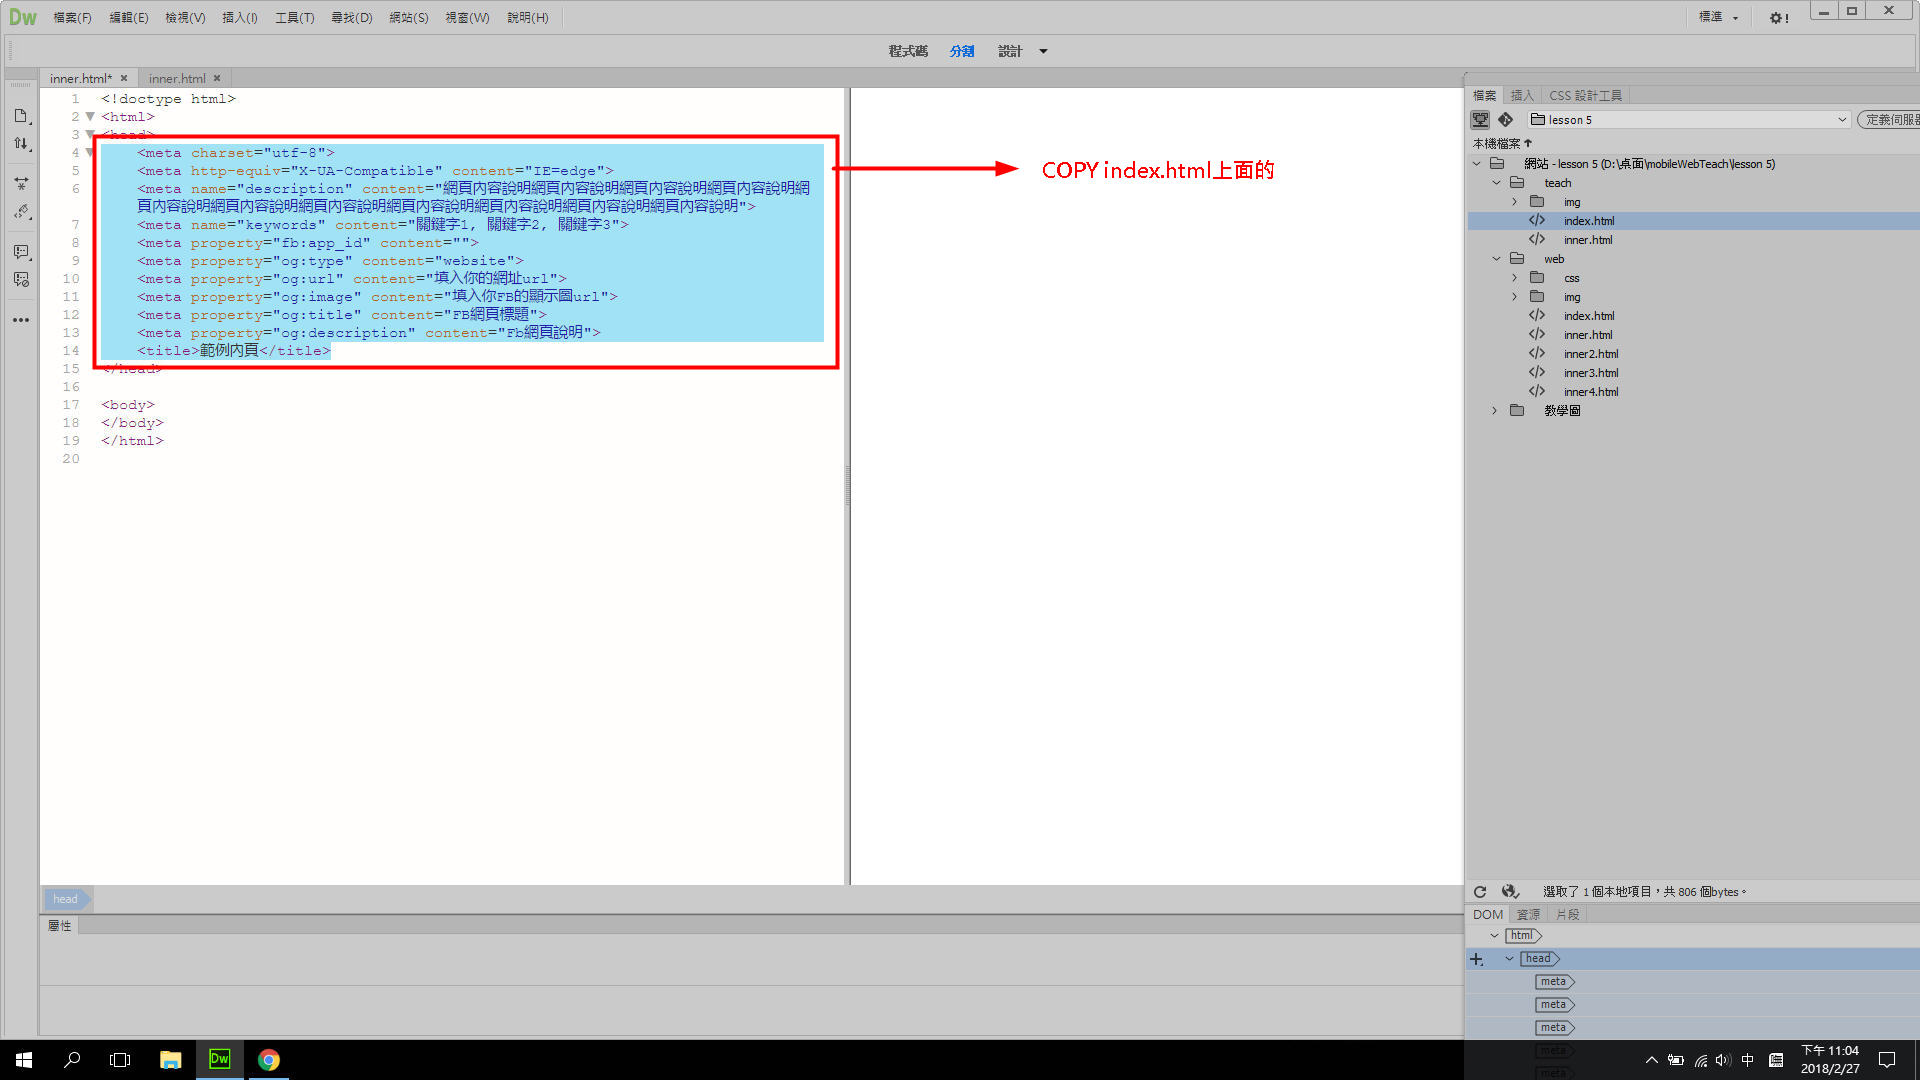 Dw 檔案(F) 編輯(E) 檢視(V) 插入(I) 工具(T) 尋找(D) 網站(S) 視窗(W) 說明(H) 標準
程式碼 分割 設計
inner.html* inner.html
1 <!doctype html>
2 <html>
3 <head>
4 <meta charset="utf-8">
5 <meta http-equiv="X-UA-Compatible" content="IE=edge">
6 <meta name="description" content="網頁內容說明網頁內容說明網頁內容說明網頁內容說明網
頁內容說明網頁內容說明網頁內容說明網頁內容說明網頁內容說明網頁內容說明網頁內容說明">
7 <meta name="keywords" content="關鍵字1, 關鍵字2, 關鍵字3">
8 <meta property="fb:app_id" content="">
9 <meta property="og:type" content="website">
10 <meta property="og:url" content="填入你的網址url">
11 <meta property="og:image" content="填入你FB的顯示圖url">
12 <meta property="og:title" content="FB網頁標題">
13 <meta property="og:description" content="Fb網頁說明">
14 <title>範例內頁</title>
15 </head>
16
17 <body>
18 </body>
19 </html>
20
COPY index.html上面的
head
屬性
檔案 插入 CSS 設計工具
lesson 5 定義伺服器
本機檔案
網站 - lesson 5 (D:\桌面\mobileWebTeach\lesson 5)
teach
img
index.html
inner.html
web
css
img
index.html
inner.html
inner2.html
inner3.html
inner4.html
教學圖
選取了 1 個本地項目，共 806 個bytes。
DOM 資源 片段
html
head
meta
meta
meta
meta
meta
Dw
中
下午 11:04
2018/2/27